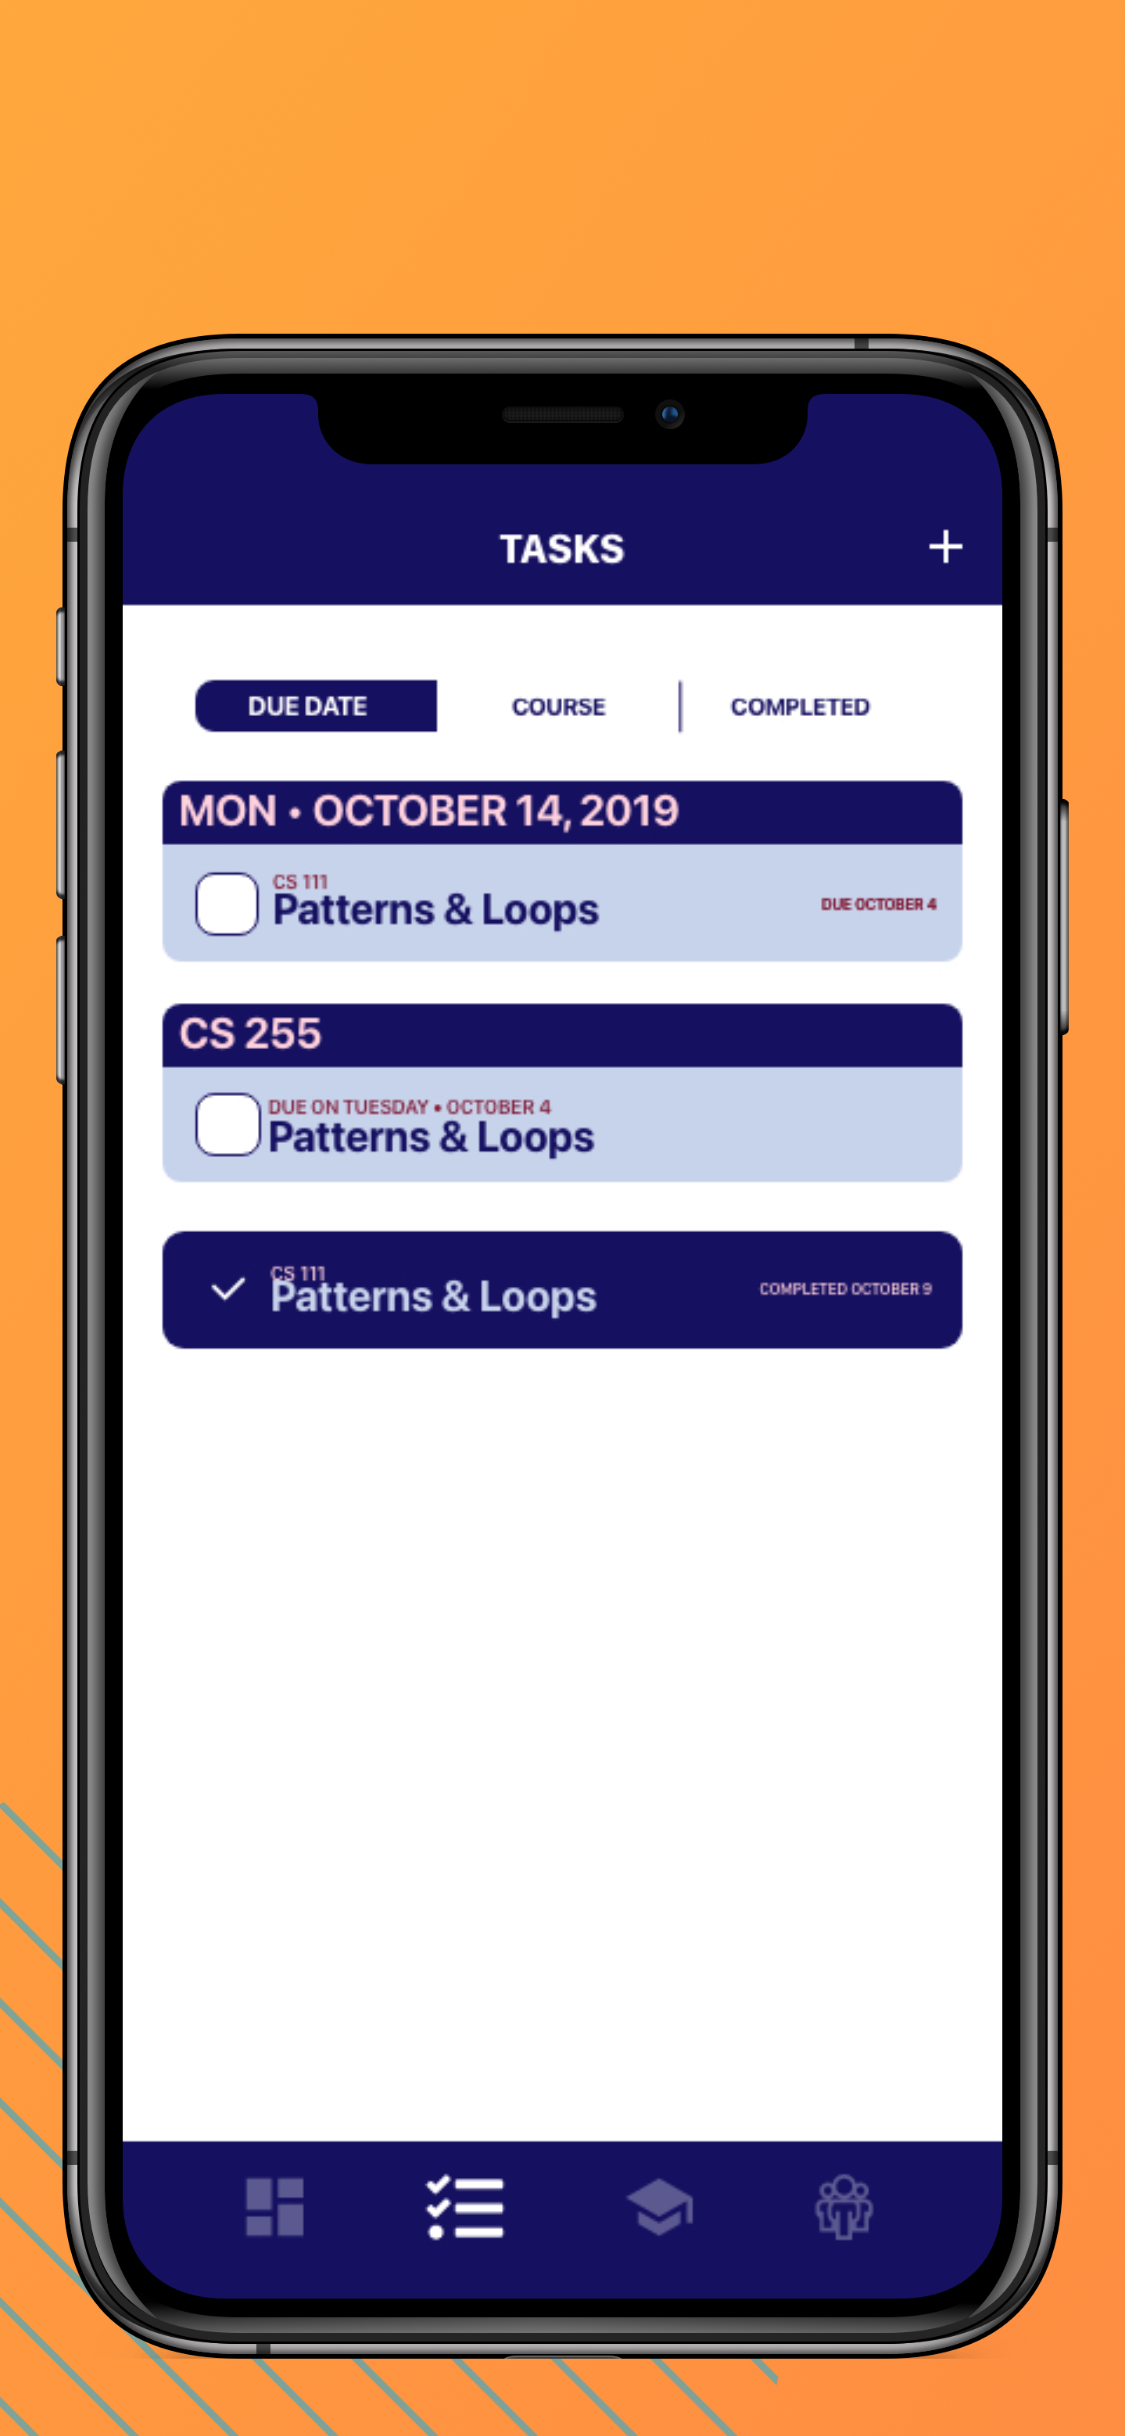 TASKS
DUE DATE
COURSE
COMPLETED
MON • OCTOBER 14, 2019
CS 111
Patterns & Loops
DUE OCTOBER 4
CS 255
DUE ON TUESDAY • OCTOBER 4
Patterns & Loops
CS 111
Patterns & Loops
COMPLETED OCTOBER 9